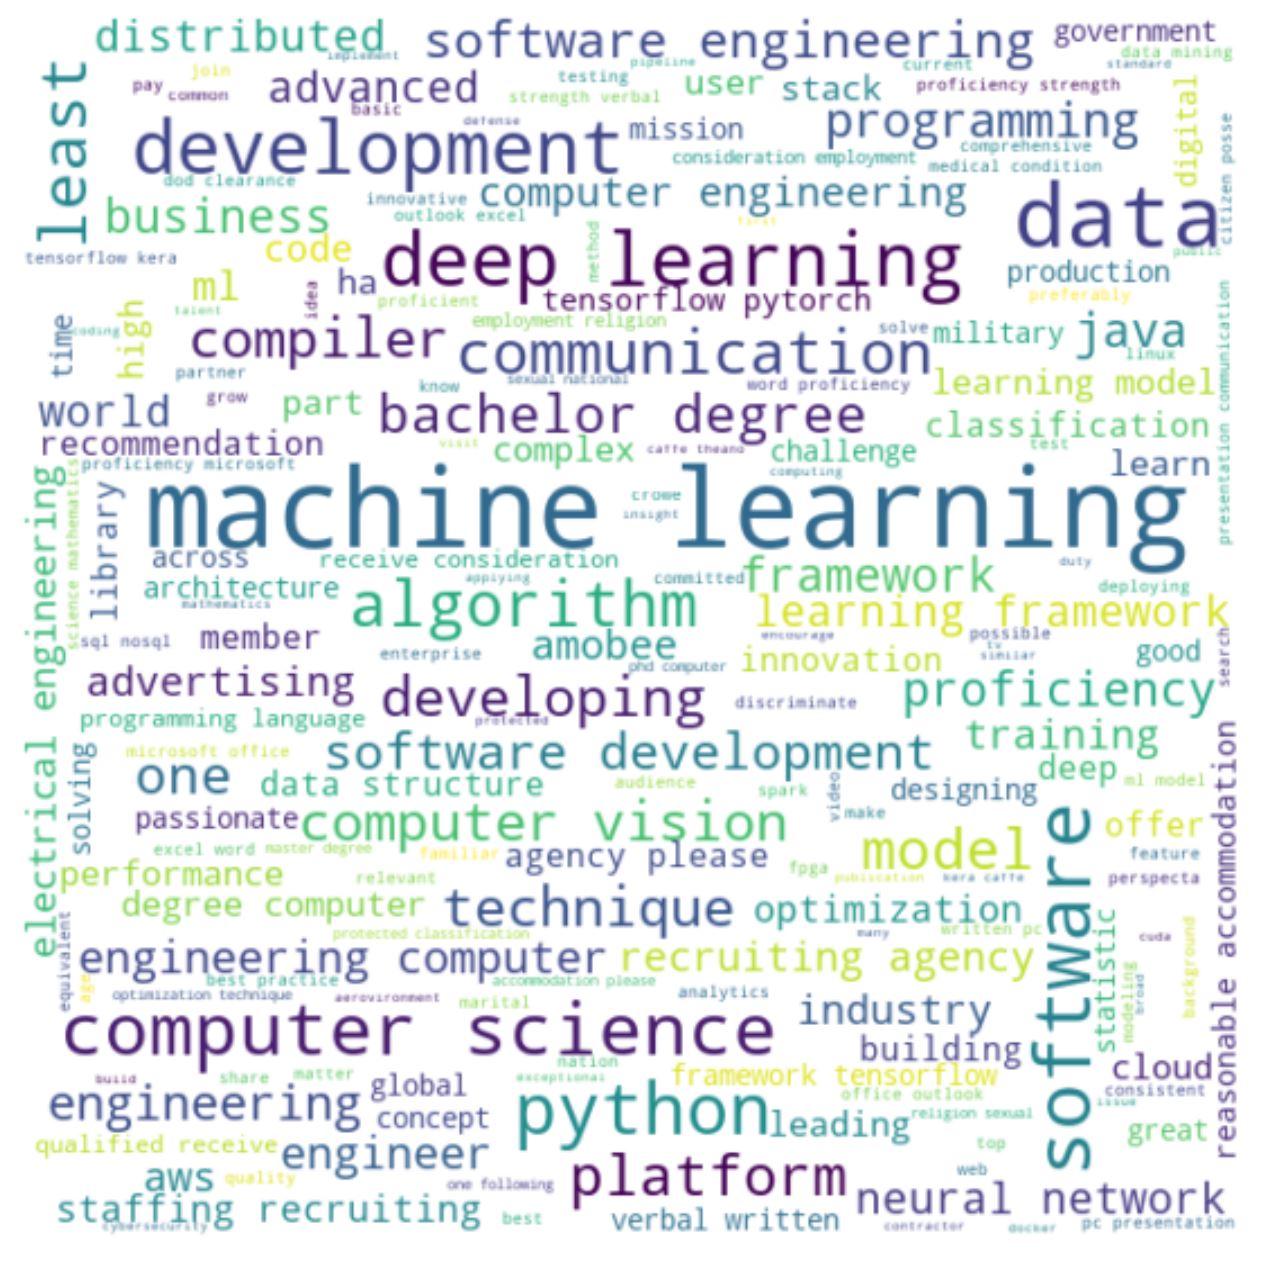 distributed
software engineering
government
implement
data mining
least
join
pipeline
current
standard
pay
common
advanced
testing
user
stack
proficiency strength
basic
strength verbal
digital
defense
development
mission
programming
citizen posse
comprehensive
consideration employment
medical condition
dod clearance
innovative
computer engineering
data
business
outlook excel
first
code
method
public
tensorflow kera
deep learning
production
ml
ha
idea
proficient
tensorflow pytorch
preferably
talent
high
time
coding
compiler
employment religion
solve
military
java
communication
linux
partner
know
sexual national
word proficiency
learning model
presentation communication
world
grow
part
bachelor degree
classification
recommendation
visit
complex
caffe theano
challenge
test
proficiency microsoft
computing
learn
electrical engineering
science mathematics
library
machine learning
crowe
insight
across
receive consideration
duty
architecture
applying
committed
framework
deploying
mathematics
algorithm
learning framework
sql nosql
member
amobee
encourage
possible
tv
similar
good
search
enterprise
phd computer
innovation
advertising
developing
discriminate
proficiency
programming language
protected
training
solving
microsoft office
software development
one
data structure
audience
spark
video
designing
deep
ml model
reasonable accommodation
passionate
computer vision
make
software
offer
excel word
master degree
familiar
agency please
model
feature
performance
relevant
fpga
publication
kera caffe
perspecta
degree computer
technique
optimization
statistic
equivalent
protected classification
many
written pc
cuda
background
engineering computer
recruiting agency
age
best practice
accommodation please
modeling
broad
optimization technique
aerovironment
marital
analytics
computer science
industry
building
nation
cloud
build
share
matter
global
exceptional
framework tensorflow
office outlook
consistent
issue
engineering
concept
python
leading
religion sexual
great
qualified receive
engineer
top
aws
quality
one following
platform
web
neural network
staffing recruiting
best
verbal written
cybersecurity
contractor
docker
pc presentation